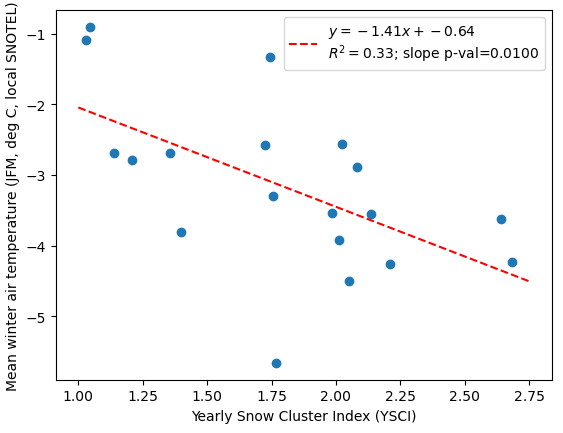 y = −1.41x + −0.64
R² = 0.33; slope p-val=0.0100
Mean winter air temperature (JFM, deg C, local SNOTEL)
−1
−2
−3
−4
−5
1.00 1.25 1.50 1.75 2.00 2.25 2.50 2.75
Yearly Snow Cluster Index (YSCI)